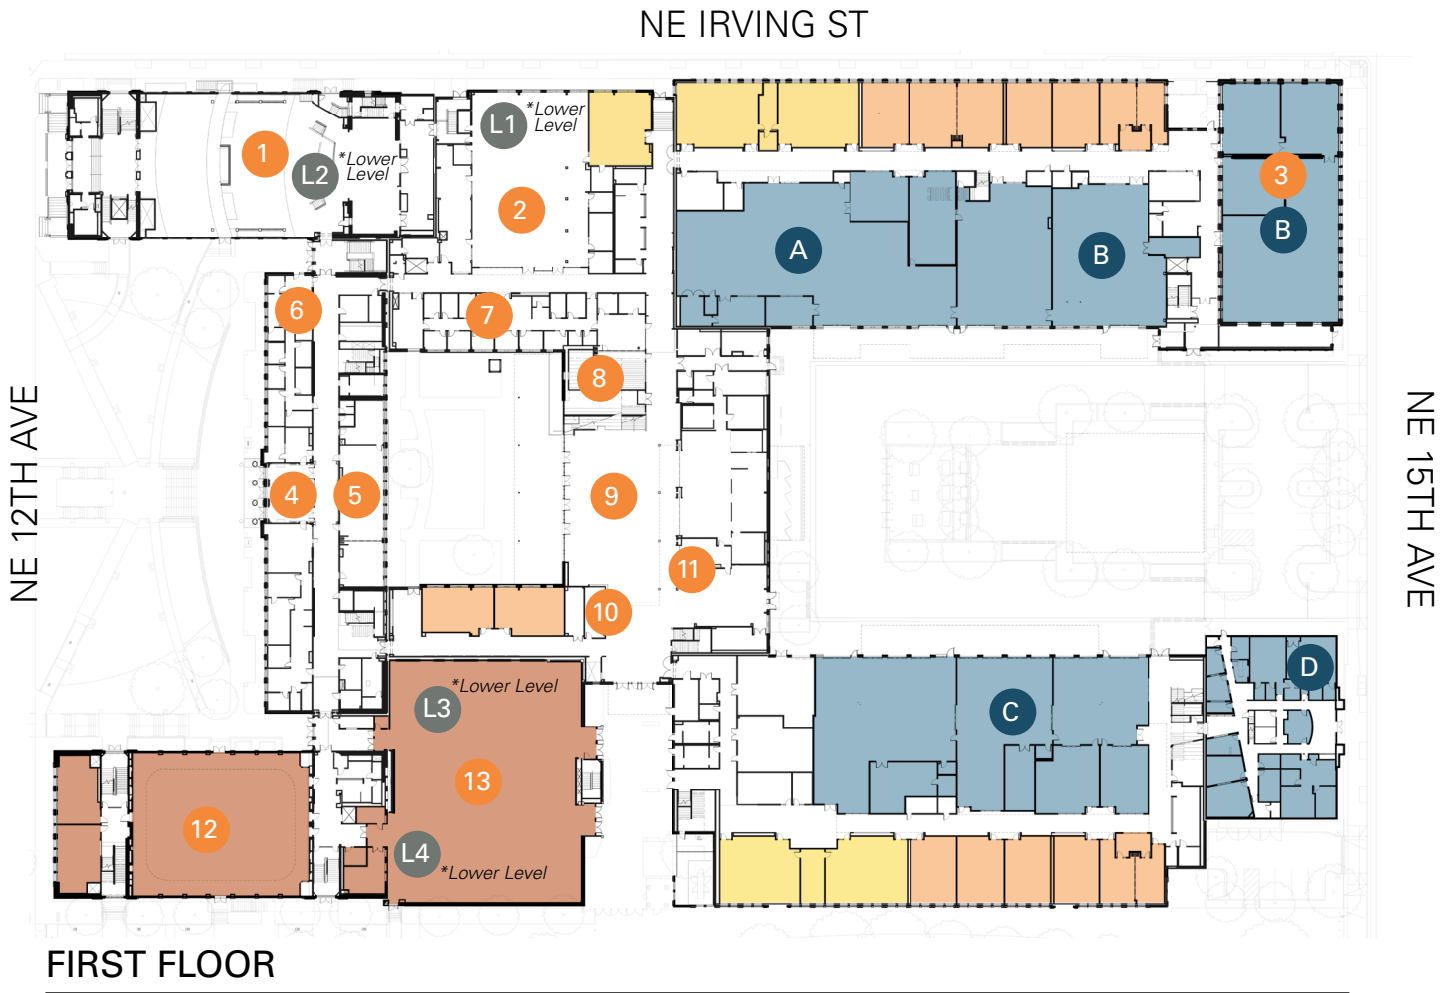 NE IRVING ST
L1
*Lower
Level
1
L2
*Lower
Level
2
3
B
A
B
6
7
8
NE 12TH AVE
NE 15TH AVE
4
5
9
11
10
D
L3
*Lower Level
C
13
12
L4
*Lower Level
FIRST FLOOR